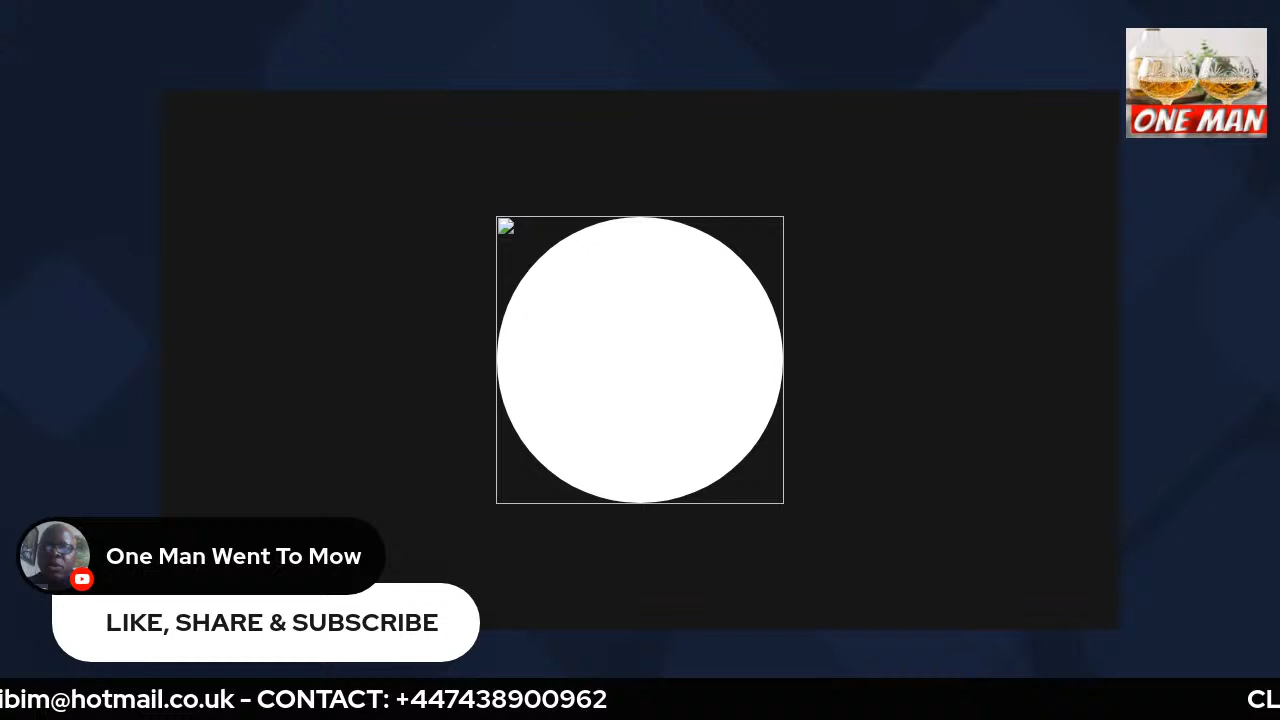 ONE MAN
One Man Went To Mow
LIKE, SHARE & SUBSCRIBE
ibim@hotmail.co.uk - CONTACT: +447438900962
CL